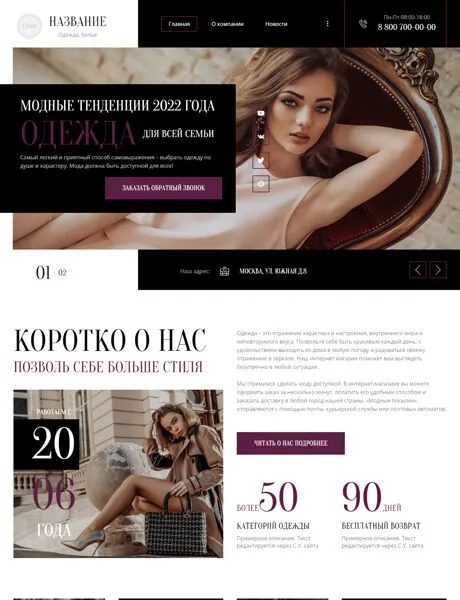 LOGO
НАЗВАНИЕ
Одежда, белье
Главная
О компании
Новости
Пн-Пт 08:00-18:00
8 800 700-00-00
МОДНЫЕ ТЕНДЕНЦИИ 2022 ГОДА
ОДЕЖДА ДЛЯ ВСЕЙ СЕМЬИ
Самый легкий и приятный способ самовыражения – выбрать одежду по
душе и характеру. Мода должна быть доступной для всех!
ЗАКАЗАТЬ ОБРАТНЫЙ ЗВОНОК
01 02
Наш адрес: МОСКВА, УЛ. ЮЖНАЯ Д.8
КОРОТКО О НАС
ПОЗВОЛЬ СЕБЕ БОЛЬШЕ СТИЛЯ
Одежда – это отражение характера и настроения, внутреннего мира и
неповторимого вкуса. Позвольте себе быть красивым каждый день, с
удовольствием выходить из дома в любую погоду и радоваться своему
отражению в зеркале. Наш интернет магазин поможет вам выглядеть
безупречно в любой ситуации.
Мы стремимся сделать моду доступной. В интернет-магазине вы можете
оформить заказ за несколько минут, оплатить его удобным способом и
заказать доставку в любой город нашей страны. «Модные посылки»
отправляются с помощью почты, курьерской службы или почтовых автоматов.
ЧИТАТЬ О НАС ПОДРОБНЕЕ
РАБОТАЕМ С
20
06
ГОДА
БОЛЕЕ 50
КАТЕГОРИЙ ОДЕЖДЫ
Примерное описание. Текст
редактируется через С.У. сайта
90 ДНЕЙ
БЕСПЛАТНЫЙ ВОЗВРАТ
Примерное описание. Текст
редактируется через С.У. сайта